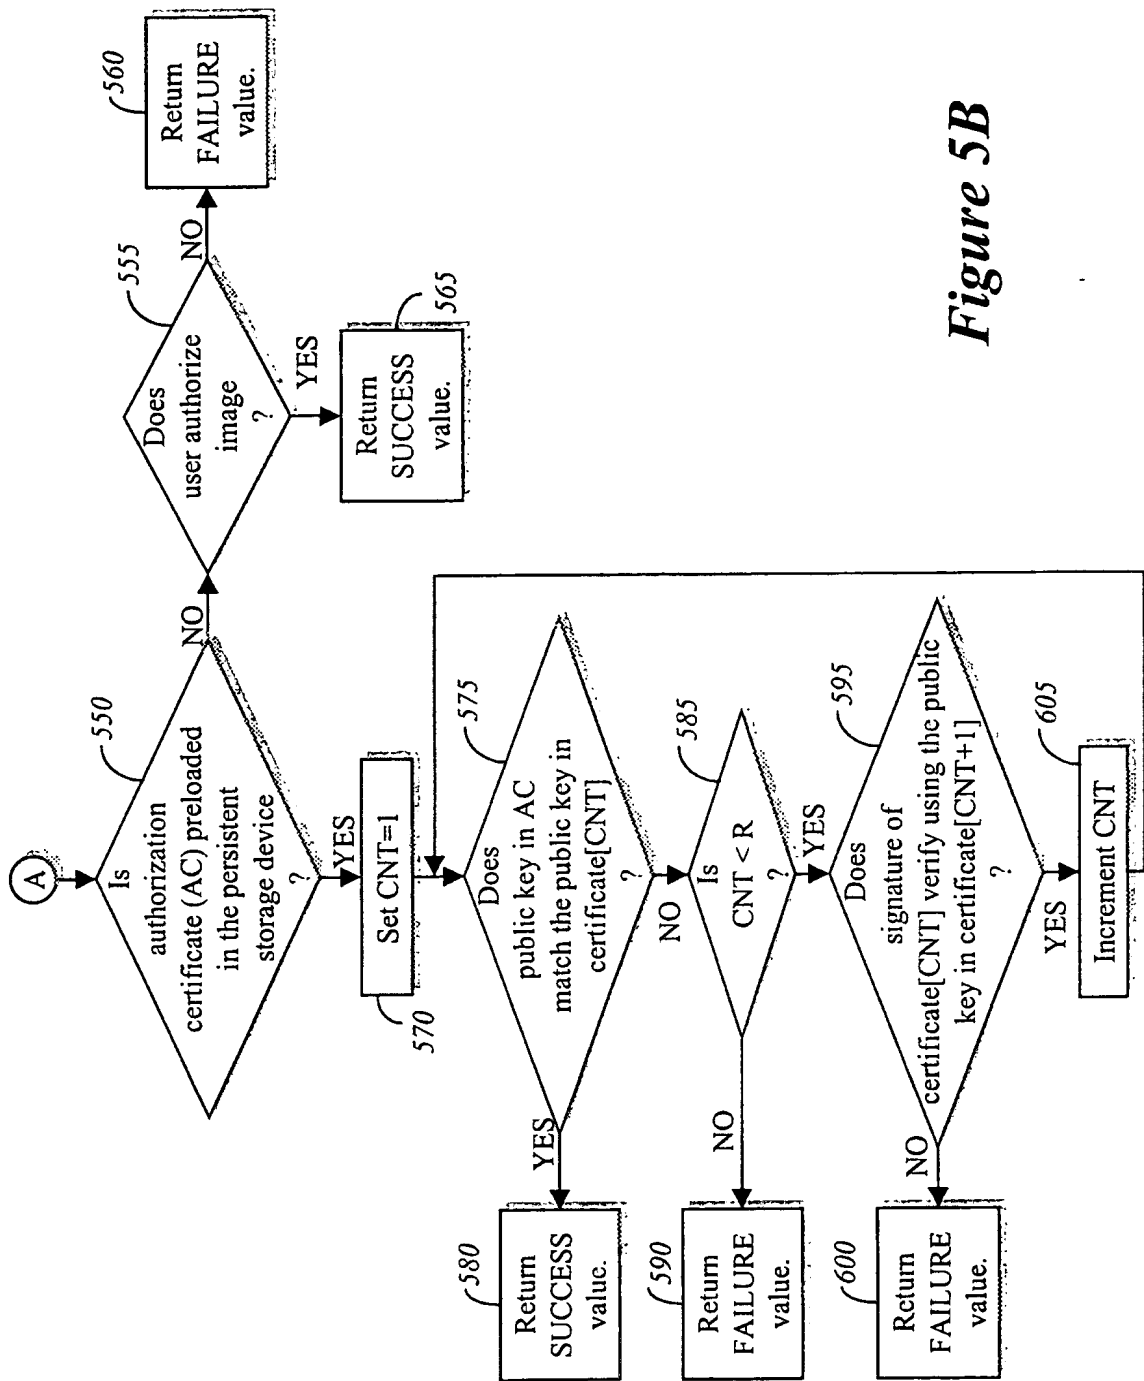 A
550
Is
authorization
certificate (AC) preloaded
in the persistent
storage device
?
NO
555
Does
user authorize
image
?
NO
560
Return
FAILURE
value.
YES
565
Return
SUCCESS
value.
YES
570
Set CNT=1
575
Does
public key in AC
match the public key in
certificate[CNT]
?
YES
580
Return
SUCCESS
value.
NO
585
Is
CNT < R
?
NO
590
Return
FAILURE
value.
YES
595
Does
signature of
certificate[CNT] verify using the public
key in certificate[CNT+1]
?
NO
600
Return
FAILURE
value.
YES
605
Increment CNT
Figure 5B